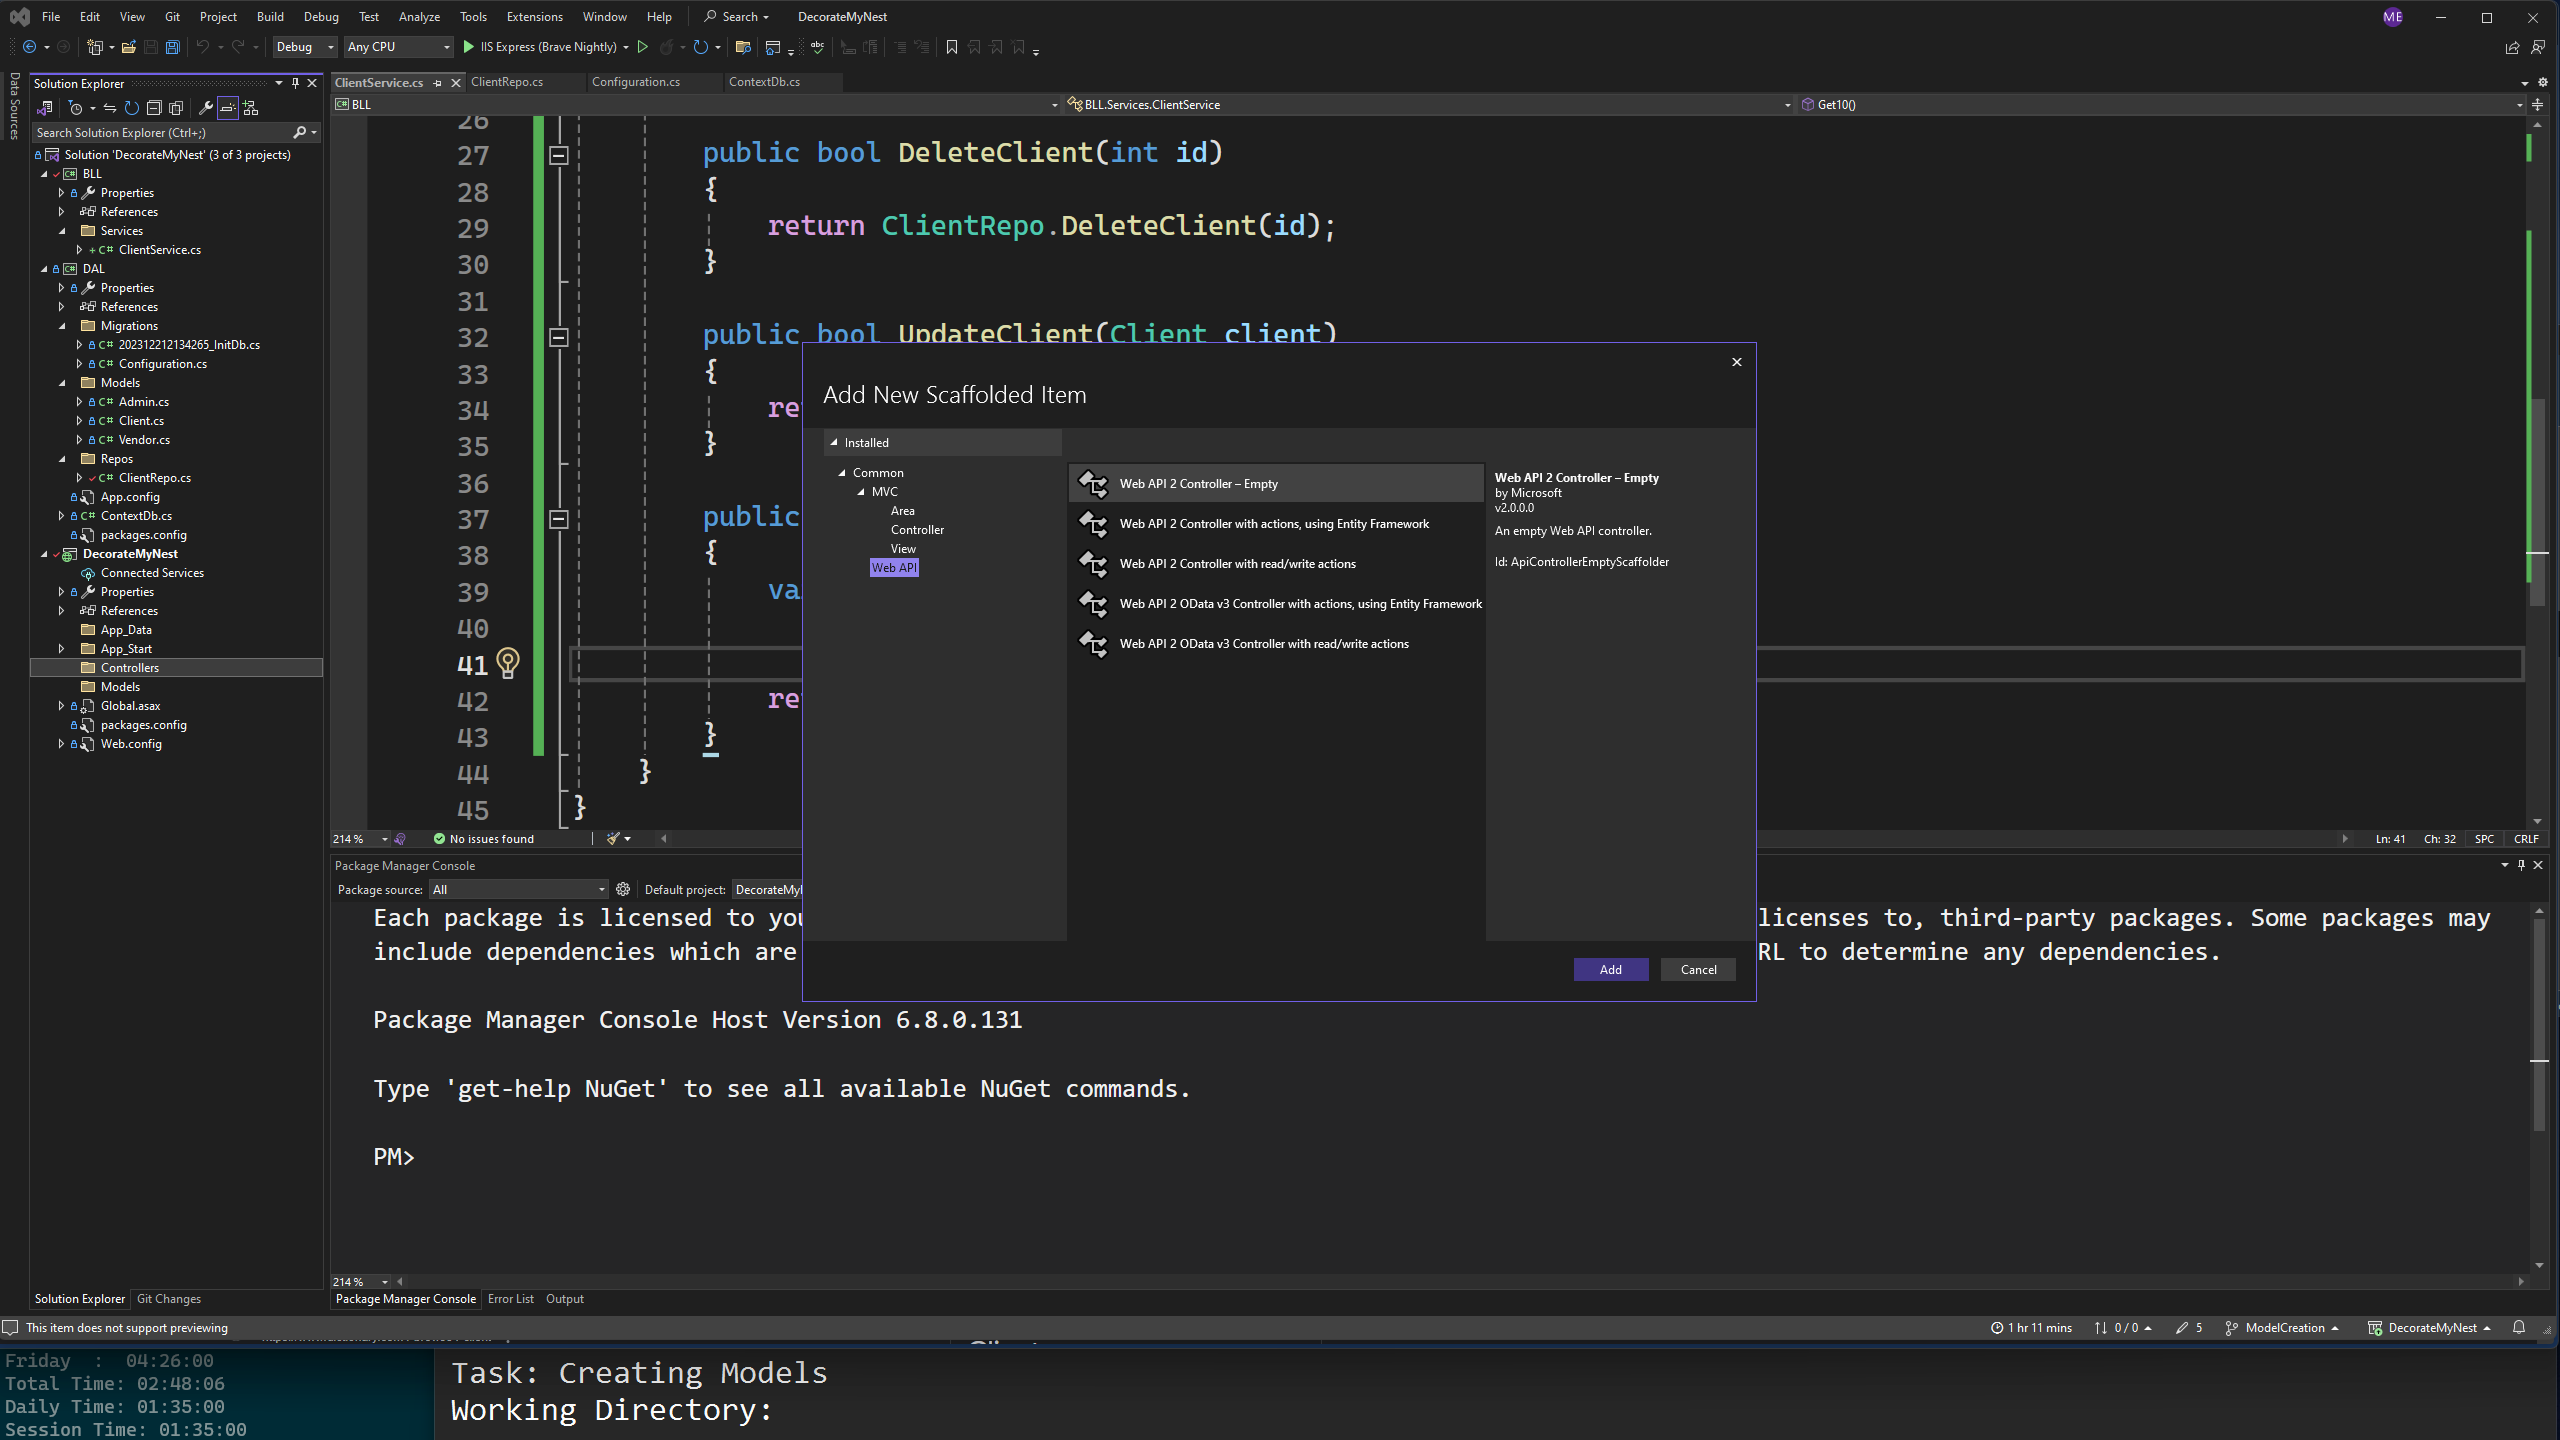 File Edit View Git Project Build Debug Test Analyze Tools Extensions Window Help Search DecorateMyNest ME
Debug Any CPU IIS Express (Brave Nightly)
Data Sources
Solution Explorer
Search Solution Explorer (Ctrl+;)
Solution 'DecorateMyNest' (3 of 3 projects)
BLL
Properties
References
Services
C# ClientService.cs
DAL
Properties
References
Migrations
C# 202312212134265_InitDb.cs
C# Configuration.cs
Models
C# Admin.cs
C# Client.cs
C# Vendor.cs
Repos
C# ClientRepo.cs
App.config
C# ContextDb.cs
packages.config
DecorateMyNest
Connected Services
Properties
References
App_Data
App_Start
Controllers
Models
Global.asax
packages.config
Web.config
Solution Explorer Git Changes
ClientService.cs ClientRepo.cs Configuration.cs ContextDb.cs
C# BLL BLL.Services.ClientService Get10()
26
27 public bool DeleteClient(int id)
28 {
29 return ClientRepo.DeleteClient(id);
30 }
31
32 public bool UpdateClient(Client client)
33 {
34 re
35 }
36
37 public
38 {
39 va
40
41
42 re
43 }
44 }
45 }
214 % No issues found Ln: 41 Ch: 32 SPC CRLF
Add New Scaffolded Item
Installed
Common
MVC
Area
Controller
View
Web API
Web API 2 Controller – Empty
Web API 2 Controller with actions, using Entity Framework
Web API 2 Controller with read/write actions
Web API 2 OData v3 Controller with actions, using Entity Framework
Web API 2 OData v3 Controller with read/write actions
Web API 2 Controller – Empty
by Microsoft
v2.0.0.0
An empty Web API controller.
Id: ApiControllerEmptyScaffolder
Add Cancel
Package Manager Console
Package source: All Default project: DecorateMy
Each package is licensed to you licenses to, third-party packages. Some packages may
include dependencies which are RL to determine any dependencies.
Package Manager Console Host Version 6.8.0.131
Type 'get-help NuGet' to see all available NuGet commands.
PM>
214 %
Package Manager Console Error List Output
This item does not support previewing 1 hr 11 mins 0 / 0 5 ModelCreation DecorateMyNest
Friday : 04:26:00
Total Time: 02:48:06
Daily Time: 01:35:00
Session Time: 01:35:00
Task: Creating Models
Working Directory: